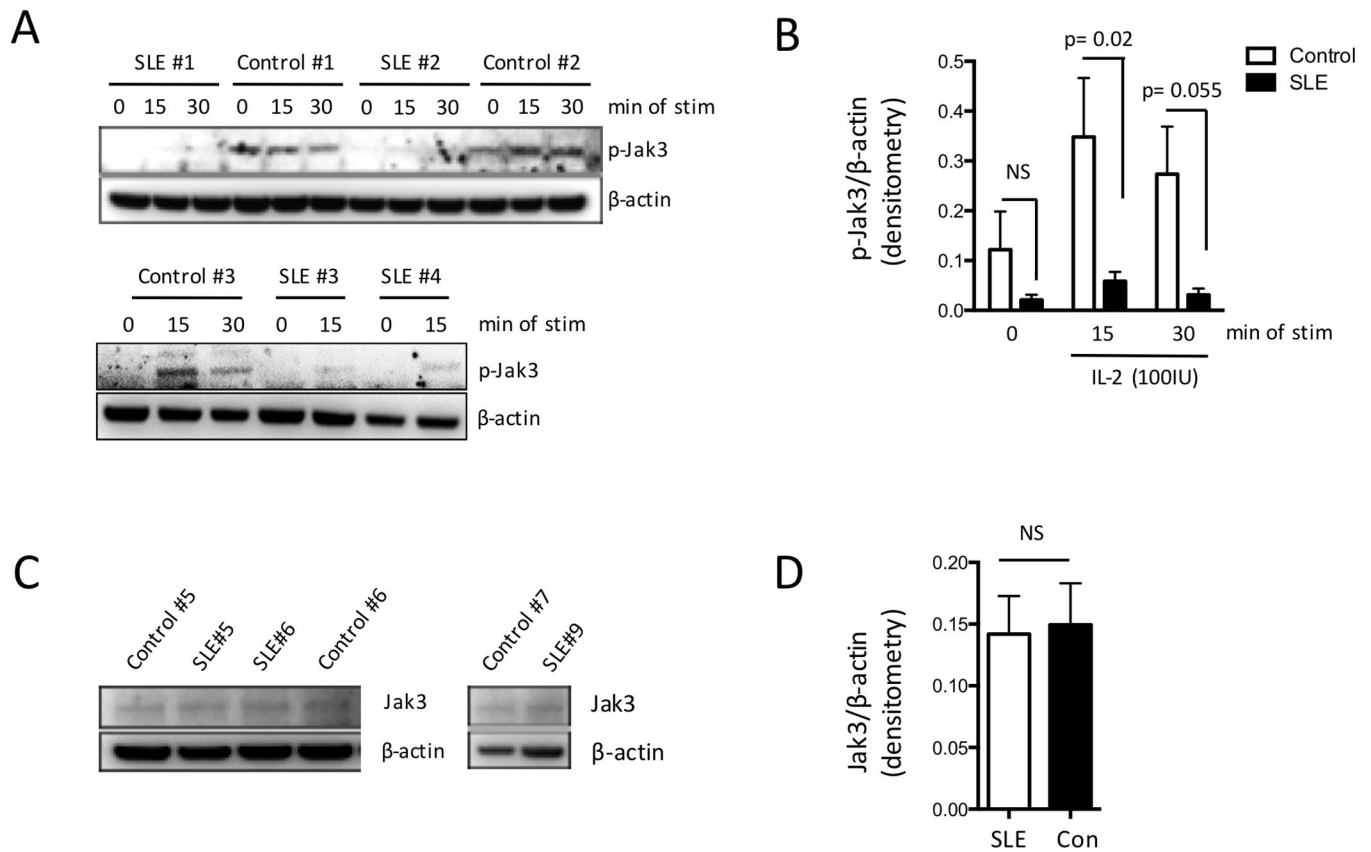 A
SLE #1 Control #1 SLE #2 Control #2
0 15 30 0 15 30 0 15 30 0 15 30 min of stim
p-Jak3
β-actin
Control #3 SLE #3 SLE #4
0 15 30 0 15 0 15 min of stim
p-Jak3
β-actin
B
p= 0.02
p= 0.055
NS
Control
SLE
p-Jak3/β-actin
(densitometry)
0.5
0.4
0.3
0.2
0.1
0.0
0 15 30 min of stim
IL-2 (100IU)
C
Control #5 SLE#5 SLE#6 Control #6
Jak3
β-actin
Control #7 SLE#9
Jak3
β-actin
D
NS
Jak3/β-actin
(densitometry)
0.20
0.15
0.10
0.05
0.00
SLE Con